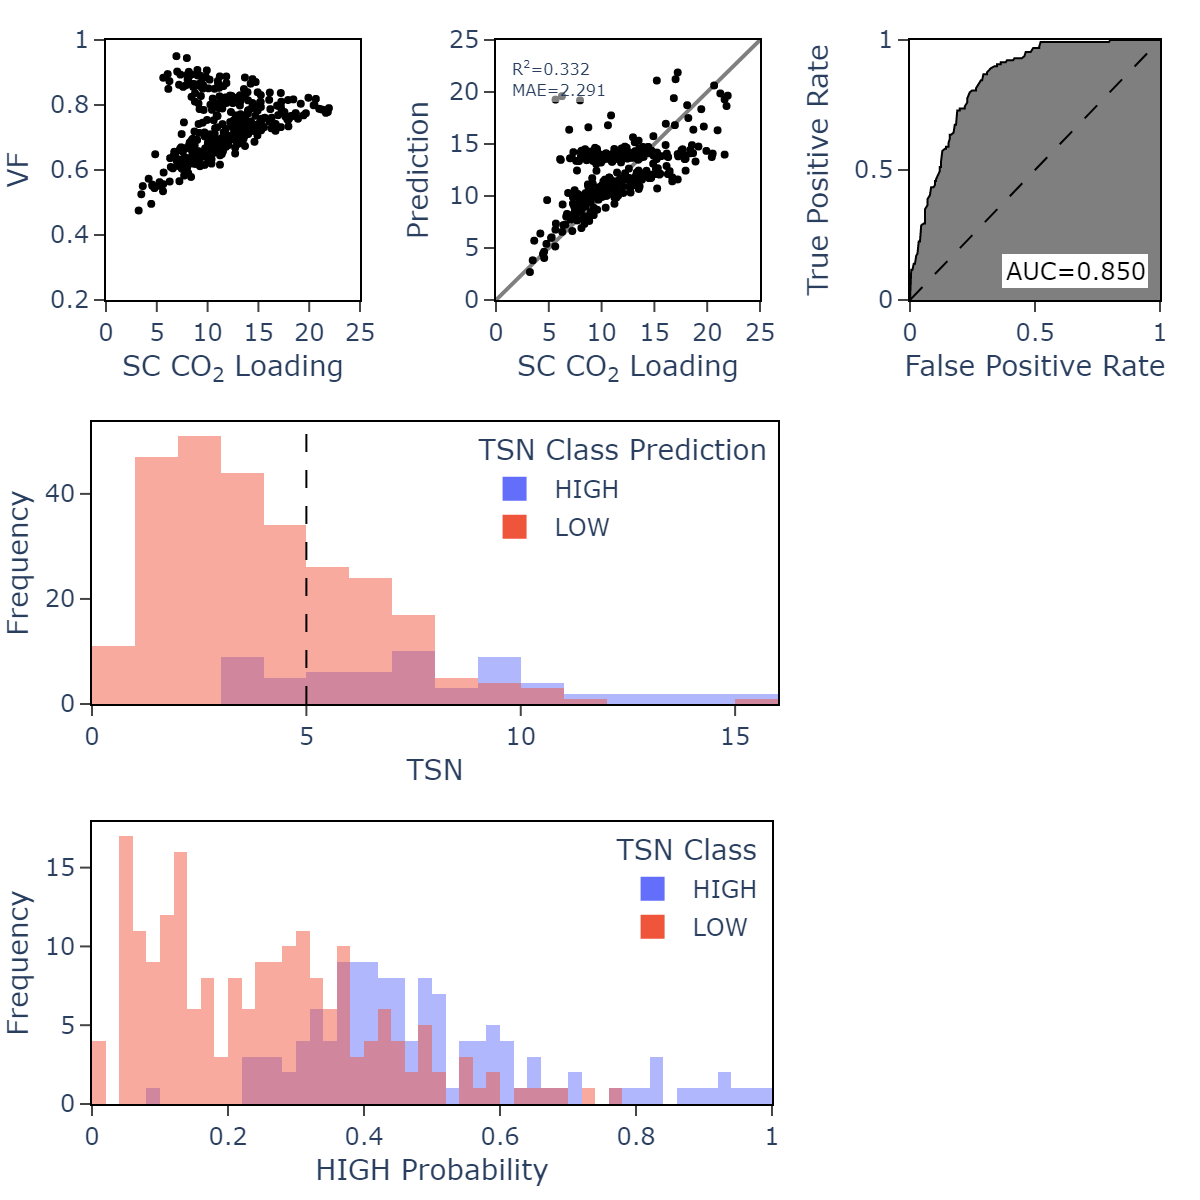 1
0.8
0.6
0.4
0.2
VF
0 5 10 15 20 25
SC CO₂ Loading
25
20
15
10
5
0
Prediction
R²=0.332
MAE=2.291
0 5 10 15 20 25
SC CO₂ Loading
1
0.5
0
True Positive Rate
AUC=0.850
0 0.5 1
False Positive Rate
40
20
0
Frequency
TSN Class Prediction
HIGH
LOW
0 5 10 15
TSN
15
10
5
0
Frequency
TSN Class
HIGH
LOW
0 0.2 0.4 0.6 0.8 1
HIGH Probability